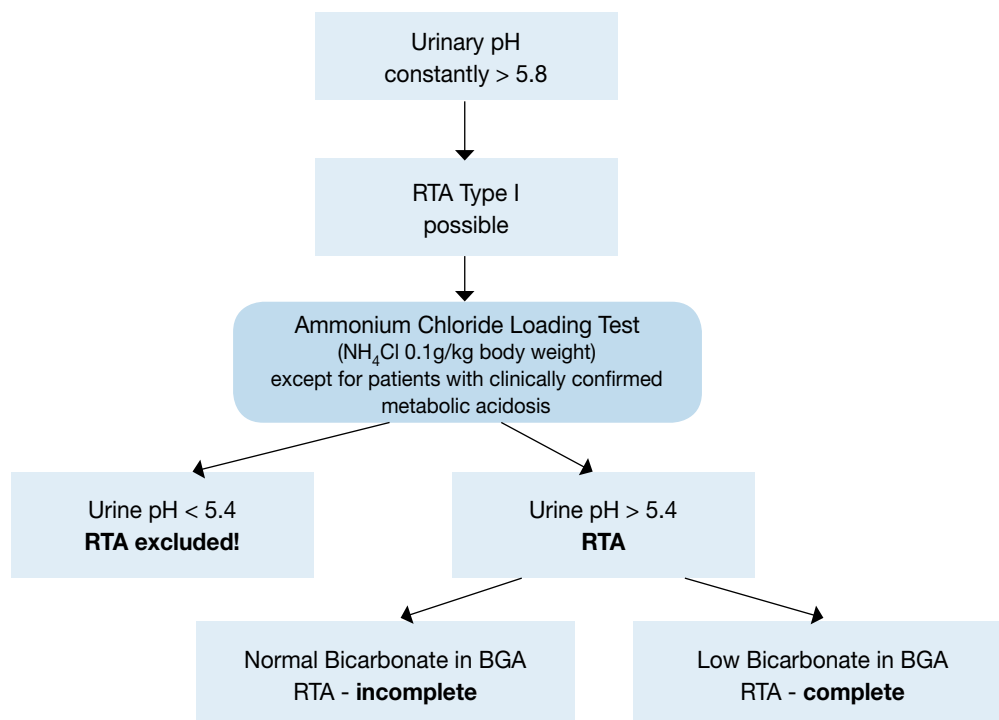 Urinary pH
constantly > 5.8
RTA Type I
possible
Ammonium Chloride Loading Test
(NH₄Cl 0.1g/kg body weight)
except for patients with clinically confirmed
metabolic acidosis
Urine pH < 5.4
RTA excluded!
Urine pH > 5.4
RTA
Normal Bicarbonate in BGA
RTA - incomplete
Low Bicarbonate in BGA
RTA - complete